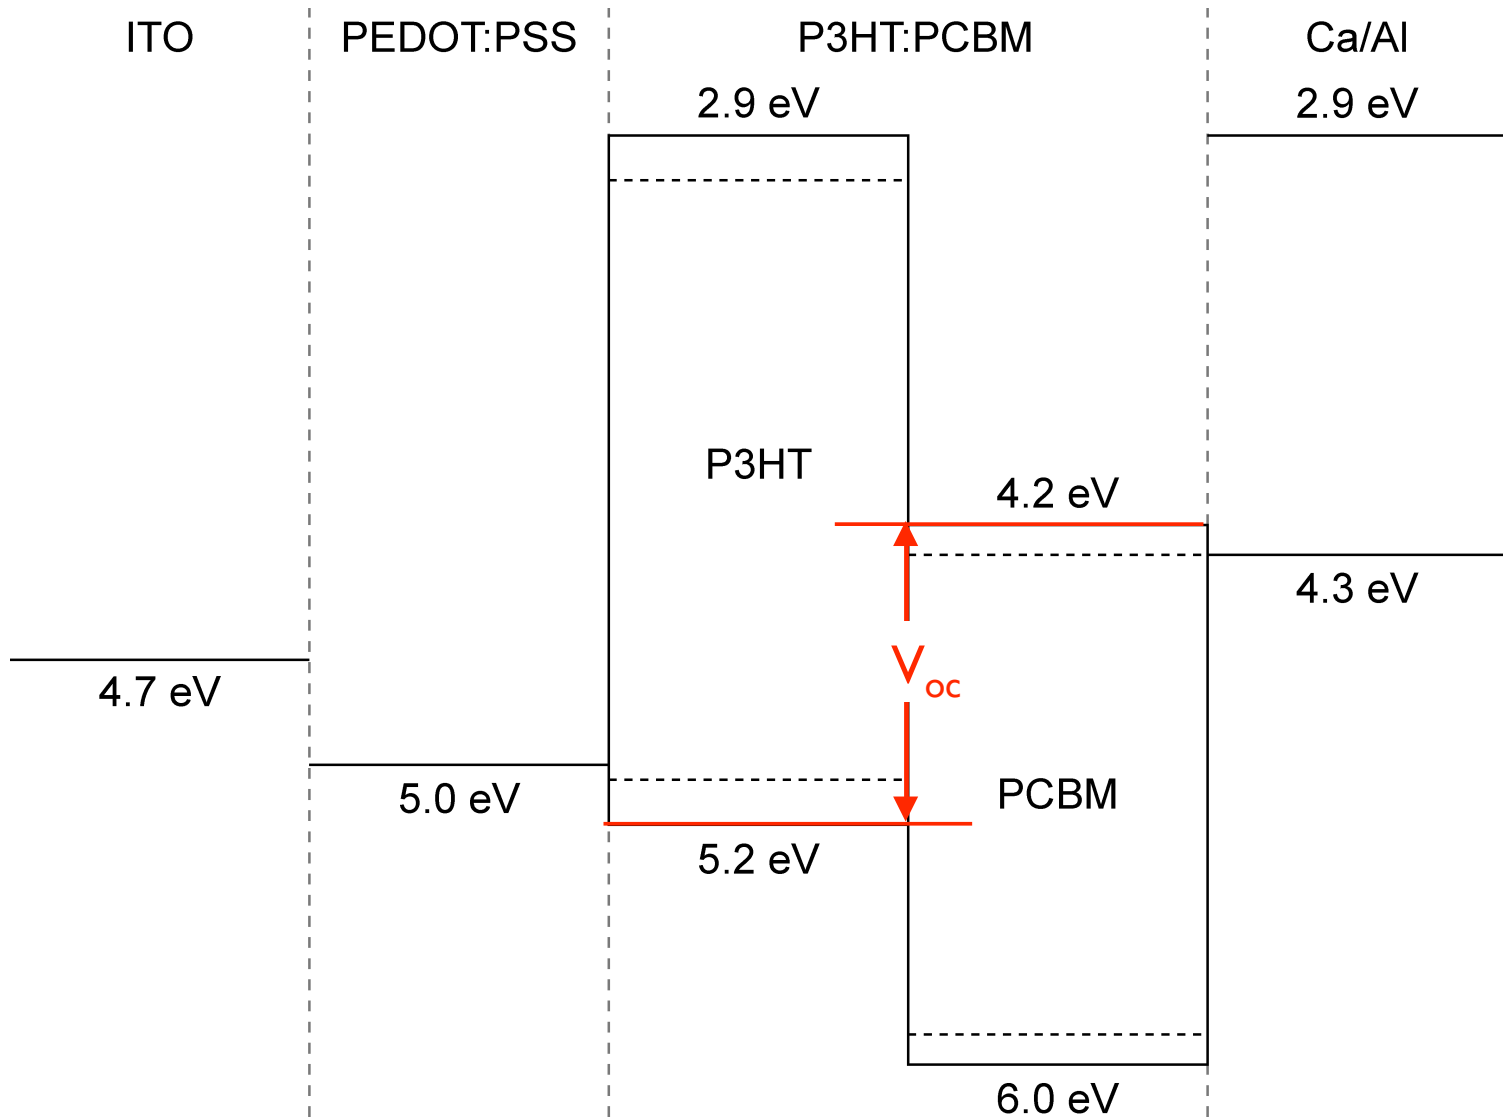 ITO
PEDOT:PSS
P3HT:PCBM
Ca/Al
2.9 eV
2.9 eV
P3HT
4.2 eV
4.3 eV
4.7 eV
Voc
5.0 eV
PCBM
5.2 eV
6.0 eV